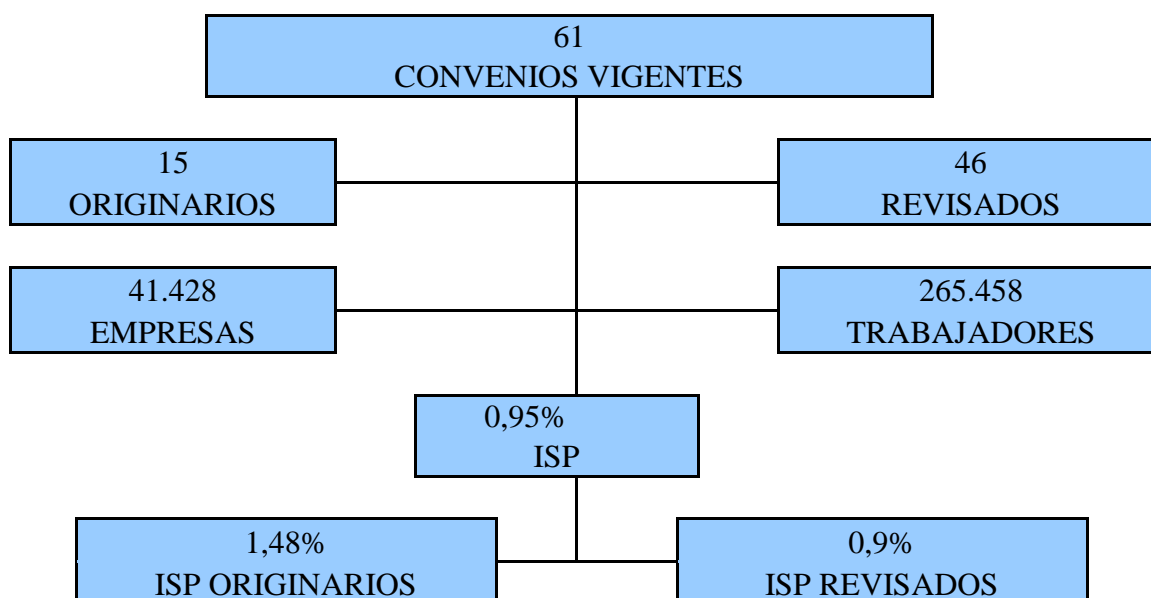 61
CONVENIOS VIGENTES
15
ORIGINARIOS
46
REVISADOS
41.428
EMPRESAS
265.458
TRABAJADORES
0,95%
ISP
1,48%
ISP ORIGINARIOS
0,9%
ISP REVISADOS